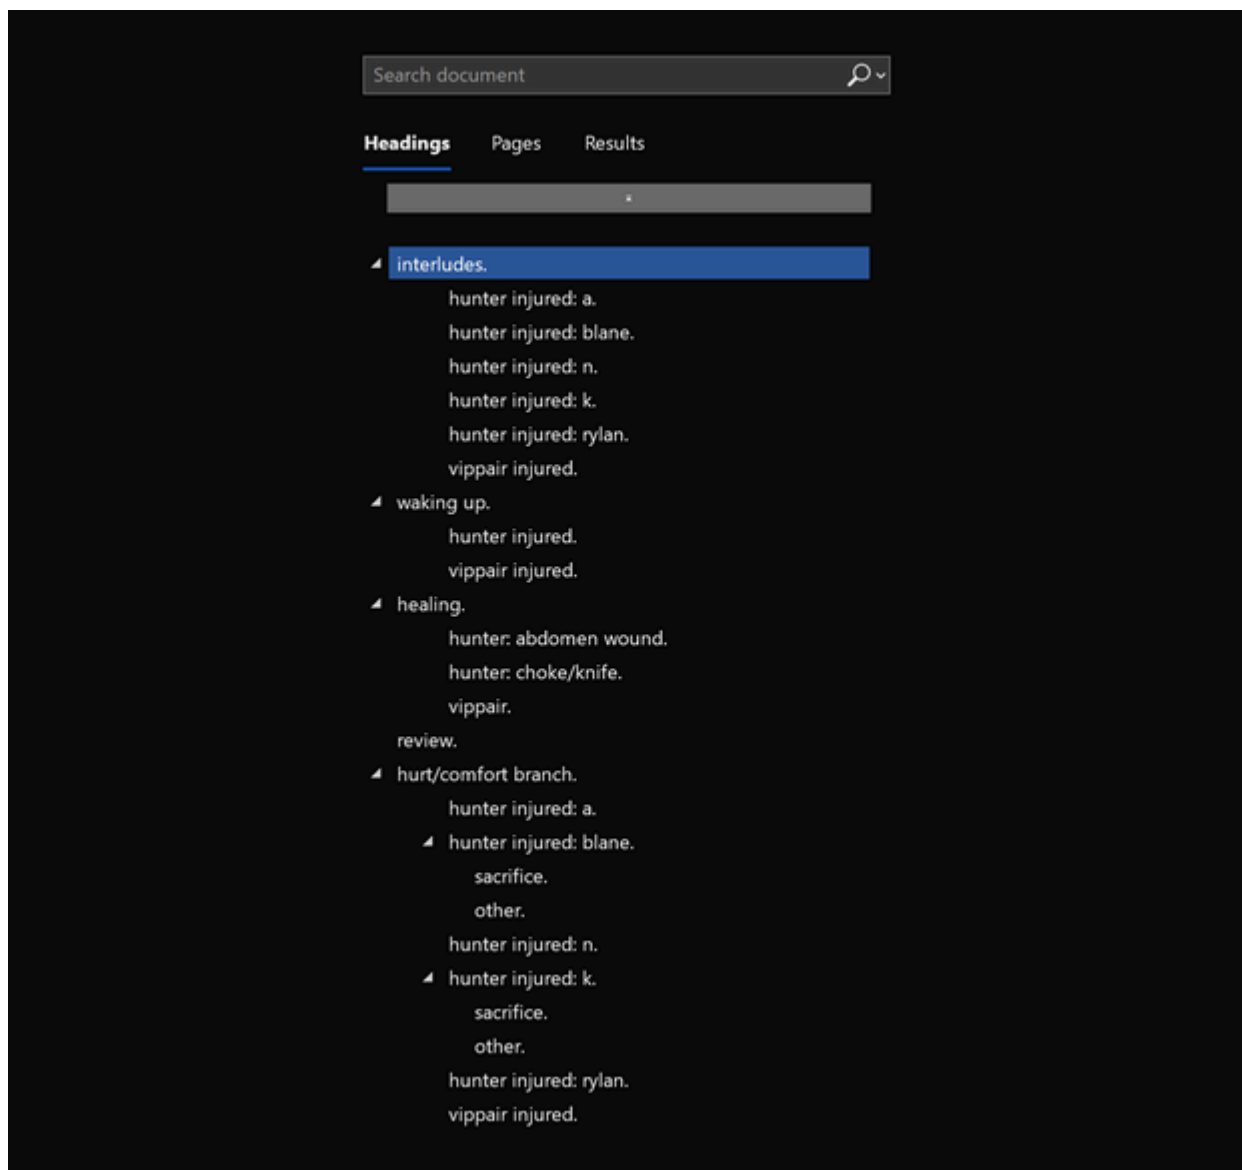 Search document
Headings Pages Results
interludes.
hunter injured: a.
hunter injured: blane.
hunter injured: n.
hunter injured: k.
hunter injured: rylan.
vippair injured.
waking up.
hunter injured.
vippair injured.
healing.
hunter: abdomen wound.
hunter: choke/knife.
vippair.
review.
hurt/comfort branch.
hunter injured: a.
hunter injured: blane.
sacrifice.
other.
hunter injured: n.
hunter injured: k.
sacrifice.
other.
hunter injured: rylan.
vippair injured.